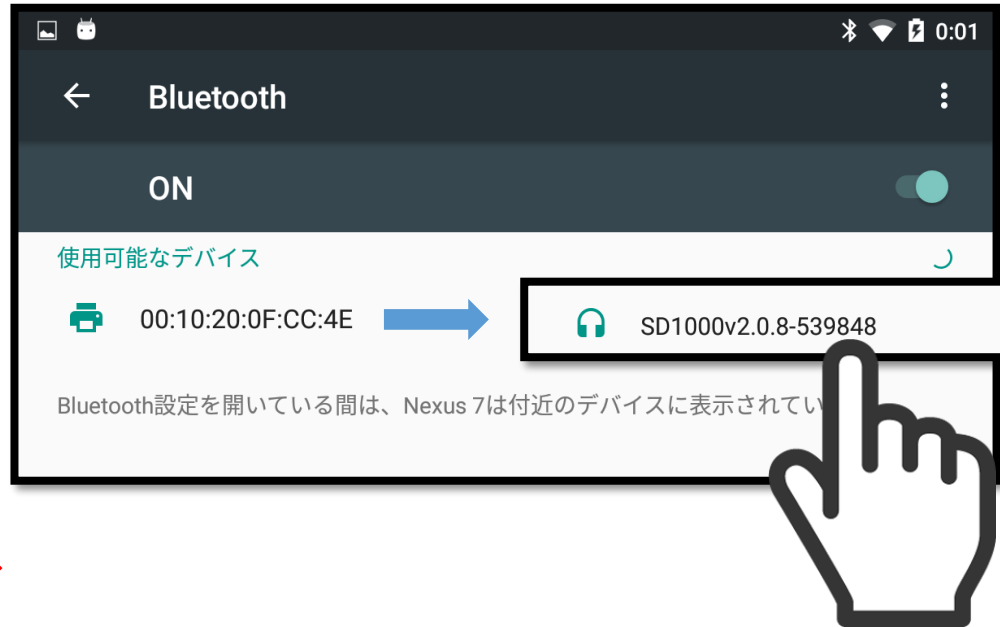 0:01
Bluetooth
ON
使用可能なデバイス
00:10:20:0F:CC:4E
SD1000v2.0.8-539848
Bluetooth設定を開いている間は、Nexus 7は付近のデバイスに表示されてい